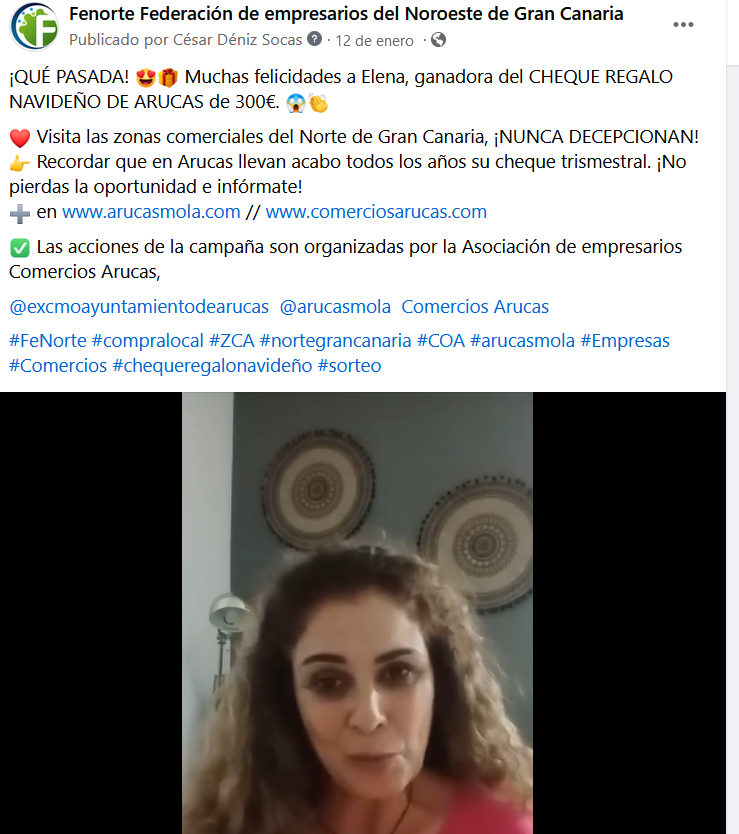 Fenorte Federación de empresarios del Noroeste de Gran Canaria
Publicado por César Déniz Socas ? · 12 de enero ·
¡QUÉ PASADA! 😍🎁 Muchas felicidades a Elena, ganadora del CHEQUE REGALO
NAVIDEÑO DE ARUCAS de 300€. 😱👏
❤️ Visita las zonas comerciales del Norte de Gran Canaria, ¡NUNCA DECEPCIONAN!
👉 Recordar que en Arucas llevan acabo todos los años su cheque trismestral. ¡No
pierdas la oportunidad e infórmate!
➕ en www.arucasmola.com // www.comerciosarucas.com
✅ Las acciones de la campaña son organizadas por la Asociación de empresarios
Comercios Arucas,
@excmoayuntamientodearucas @arucasmola Comercios Arucas
#FeNorte #compralocal #ZCA #nortegrancanaria #COA #arucasmola #Empresas
#Comercios #chequeregalonavideño #sorteo